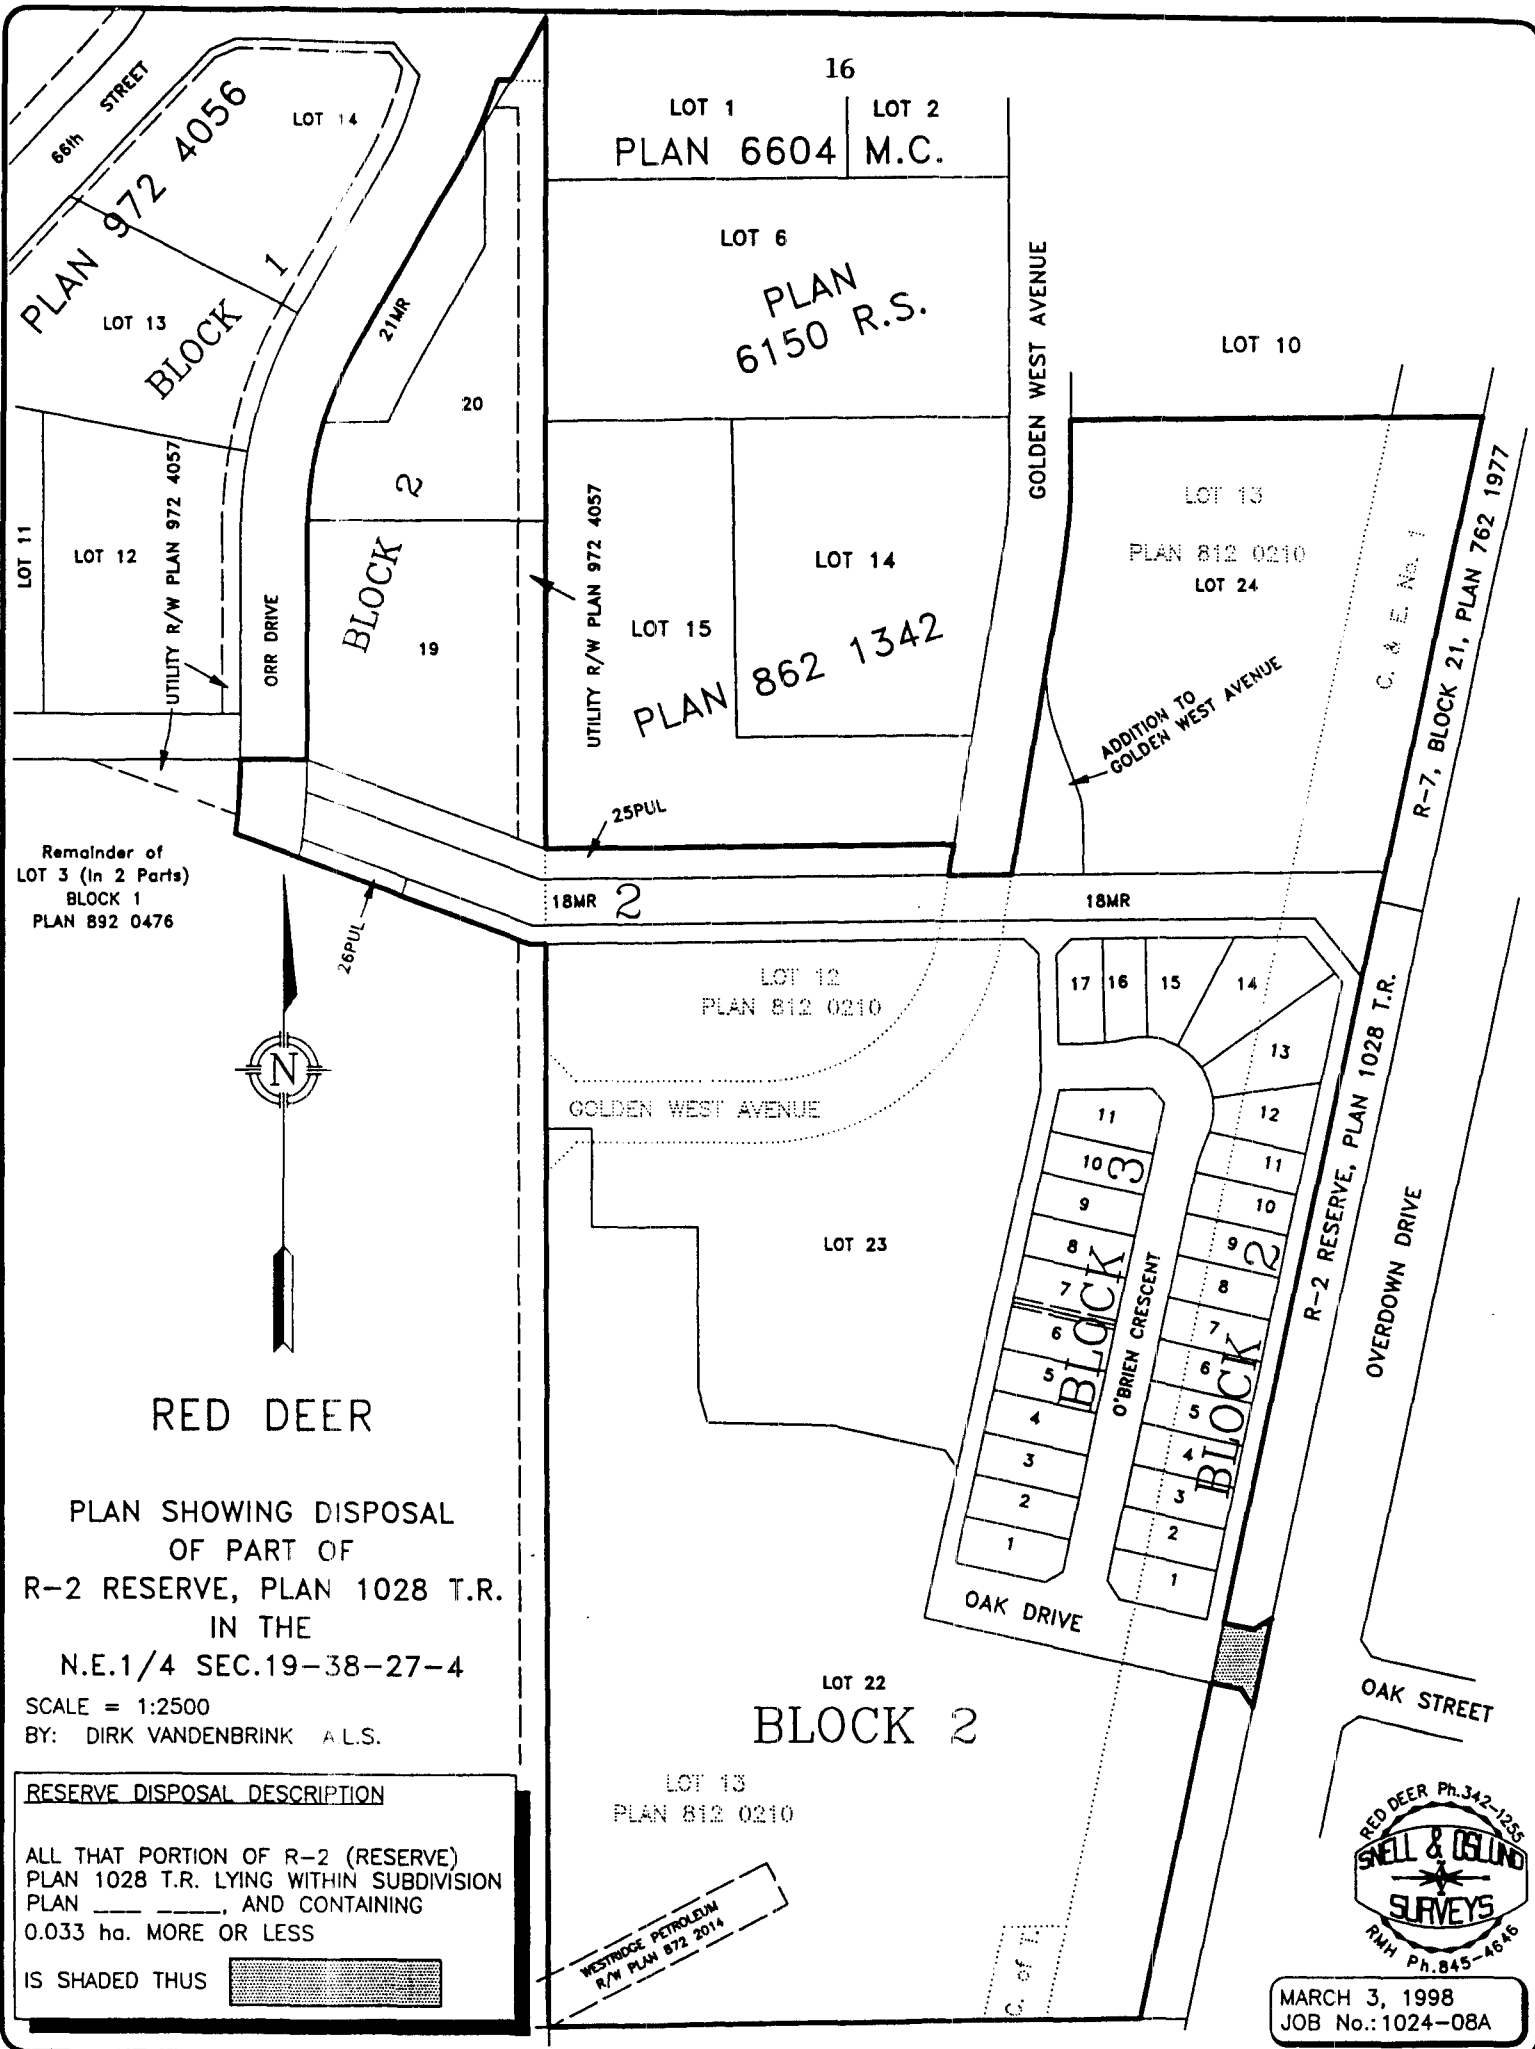 16
66th STREET
PLAN 972 4056
LOT 14
LOT 1
LOT 2
PLAN 6604 M.C.
LOT 6
PLAN
6150 R.S.
GOLDEN WEST AVENUE
LOT 10
LOT 13
BLOCK 1
21MR
20
LOT 11
LOT 12
UTILITY R/W PLAN 972 4057
ORR DRIVE
BLOCK 2
19
UTILITY R/W PLAN 972 4057
LOT 15
LOT 14
PLAN 862 1342
LOT 13
PLAN 812 0210
LOT 24
C. & E. No. 1
R-7, BLOCK 21, PLAN 762 1977
ADDITION TO
GOLDEN WEST AVENUE
25PUL
Remainder of
LOT 3 (In 2 Parts)
BLOCK 1
PLAN 892 0476
26PUL
18MR 2
18MR
LOT 12
PLAN 812 0210
GOLDEN WEST AVENUE
17
16
15
14
13
12
11
10
9
8
7
6
5
4
3
2
1
BLOCK 2
11
10
9
8
7
6
5
4
3
2
1
BLOCK 3
O'BRIEN CRESCENT
R-2 RESERVE, PLAN 1028 T.R.
OVERDOWN DRIVE
LOT 23
N
OAK DRIVE
OAK STREET
LOT 22
BLOCK 2
LOT 13
PLAN 812 0210
WESTRIDGE PETROLEUM
R/W PLAN 872 2014
C. of T.
RED DEER
PLAN SHOWING DISPOSAL
OF PART OF
R-2 RESERVE, PLAN 1028 T.R.
IN THE
N.E.1/4 SEC.19-38-27-4
SCALE = 1:2500
BY: DIRK VANDENBRINK A.L.S.
RESERVE DISPOSAL DESCRIPTION
ALL THAT PORTION OF R-2 (RESERVE)
PLAN 1028 T.R. LYING WITHIN SUBDIVISION
PLAN ___ ____, AND CONTAINING
0.033 ha. MORE OR LESS
IS SHADED THUS
RED DEER Ph.342-1255
SNELL & OSLUND
SURVEYS
RMH Ph.845-4646
MARCH 3, 1998
JOB No.:1024-08A